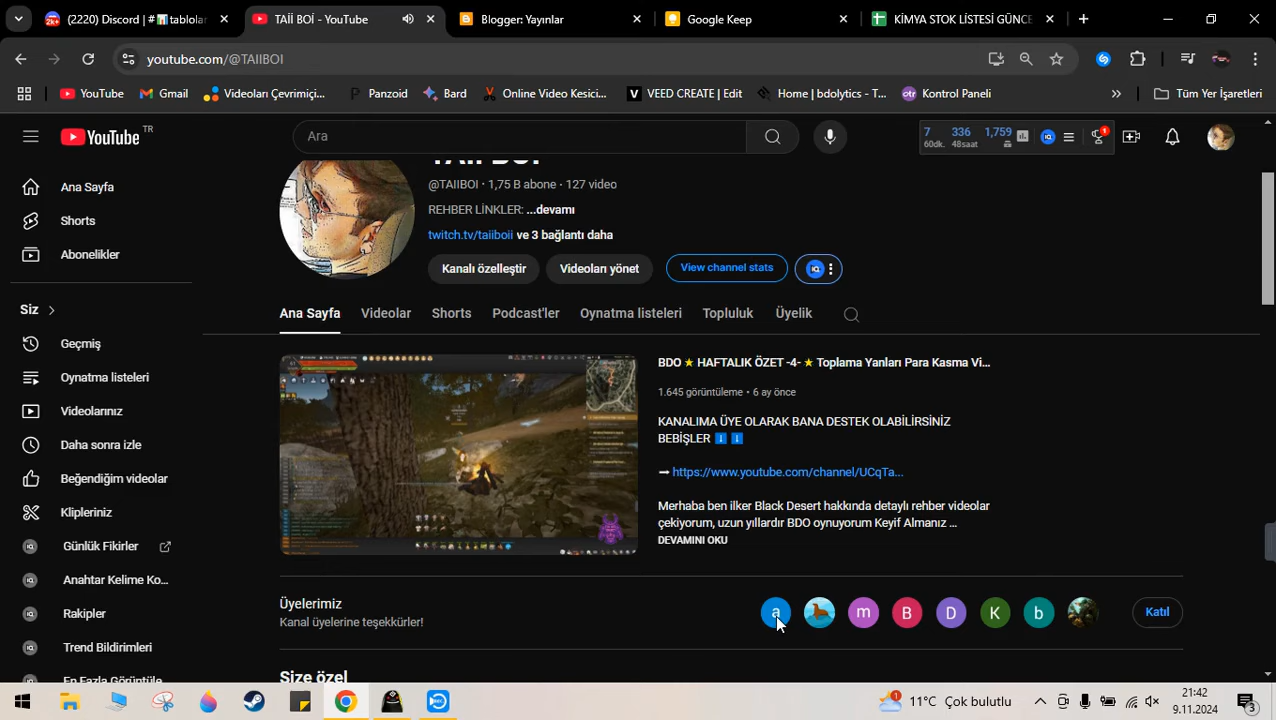 (2220) Discord | #📊tablolar
TAİİ BOİ - YouTube
Blogger: Yayınlar
Google Keep
KİMYA STOK LİSTESİ GÜNCE
youtube.com/@TAIIBOI
YouTube
Gmail
Videoları Çevrimiçi...
Panzoid
Bard
Online Video Kesici...
VEED CREATE | Edit
Home | bdolytics - T...
Kontrol Paneli
Tüm Yer İşaretleri
YouTube TR
Ara
7 336 1,759
60dk. 48saat
Ana Sayfa
Shorts
Abonelikler
Siz
Geçmiş
Oynatma listeleri
Videolarınız
Daha sonra izle
Beğendiğim videolar
Klipleriniz
Günlük Fikirler
Anahtar Kelime Ko...
Rakipler
Trend Bildirimleri
En Fazla Görüntüle
TAİİ BOİ
@TAIIBOI · 1,75 B abone · 127 video
REHBER LİNKLER: ...devamı
twitch.tv/taiiboii ve 3 bağlantı daha
Kanalı özelleştir
Videoları yönet
View channel stats
Ana Sayfa
Videolar
Shorts
Podcast'ler
Oynatma listeleri
Topluluk
Üyelik
BDO ★ HAFTALIK ÖZET -4- ★ Toplama Yanları Para Kasma Vi...
1.645 görüntüleme • 6 ay önce
KANALIMA ÜYE OLARAK BANA DESTEK OLABİLİRSİNİZ
BEBİŞLER ⬇️ ⬇️
➞ https://www.youtube.com/channel/UCqTa...
Merhaba ben ilker Black Desert hakkında detaylı rehber videolar
çekiyorum, uzun yıllardır BDO oynuyorum Keyif Almanız ...
DEVAMINI OKU
Üyelerimiz
Kanal üyelerine teşekkürler!
a m B D K b
Katıl
Size özel
11°C Çok bulutlu
21:42
9.11.2024
3